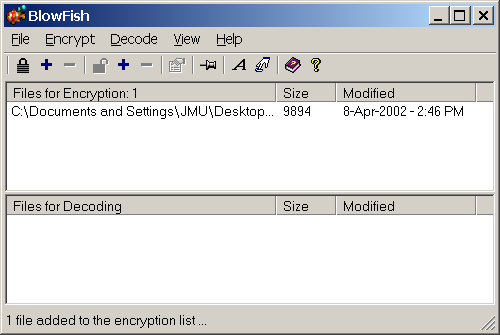 BlowFish
File Encrypt Decode View Help
Files for Encryption: 1 Size Modified
C:\Documents and Settings\JMU\Desktop... 9894 8-Apr-2002 - 2:46 PM
Files for Decoding Size Modified
1 file added to the encryption list ...